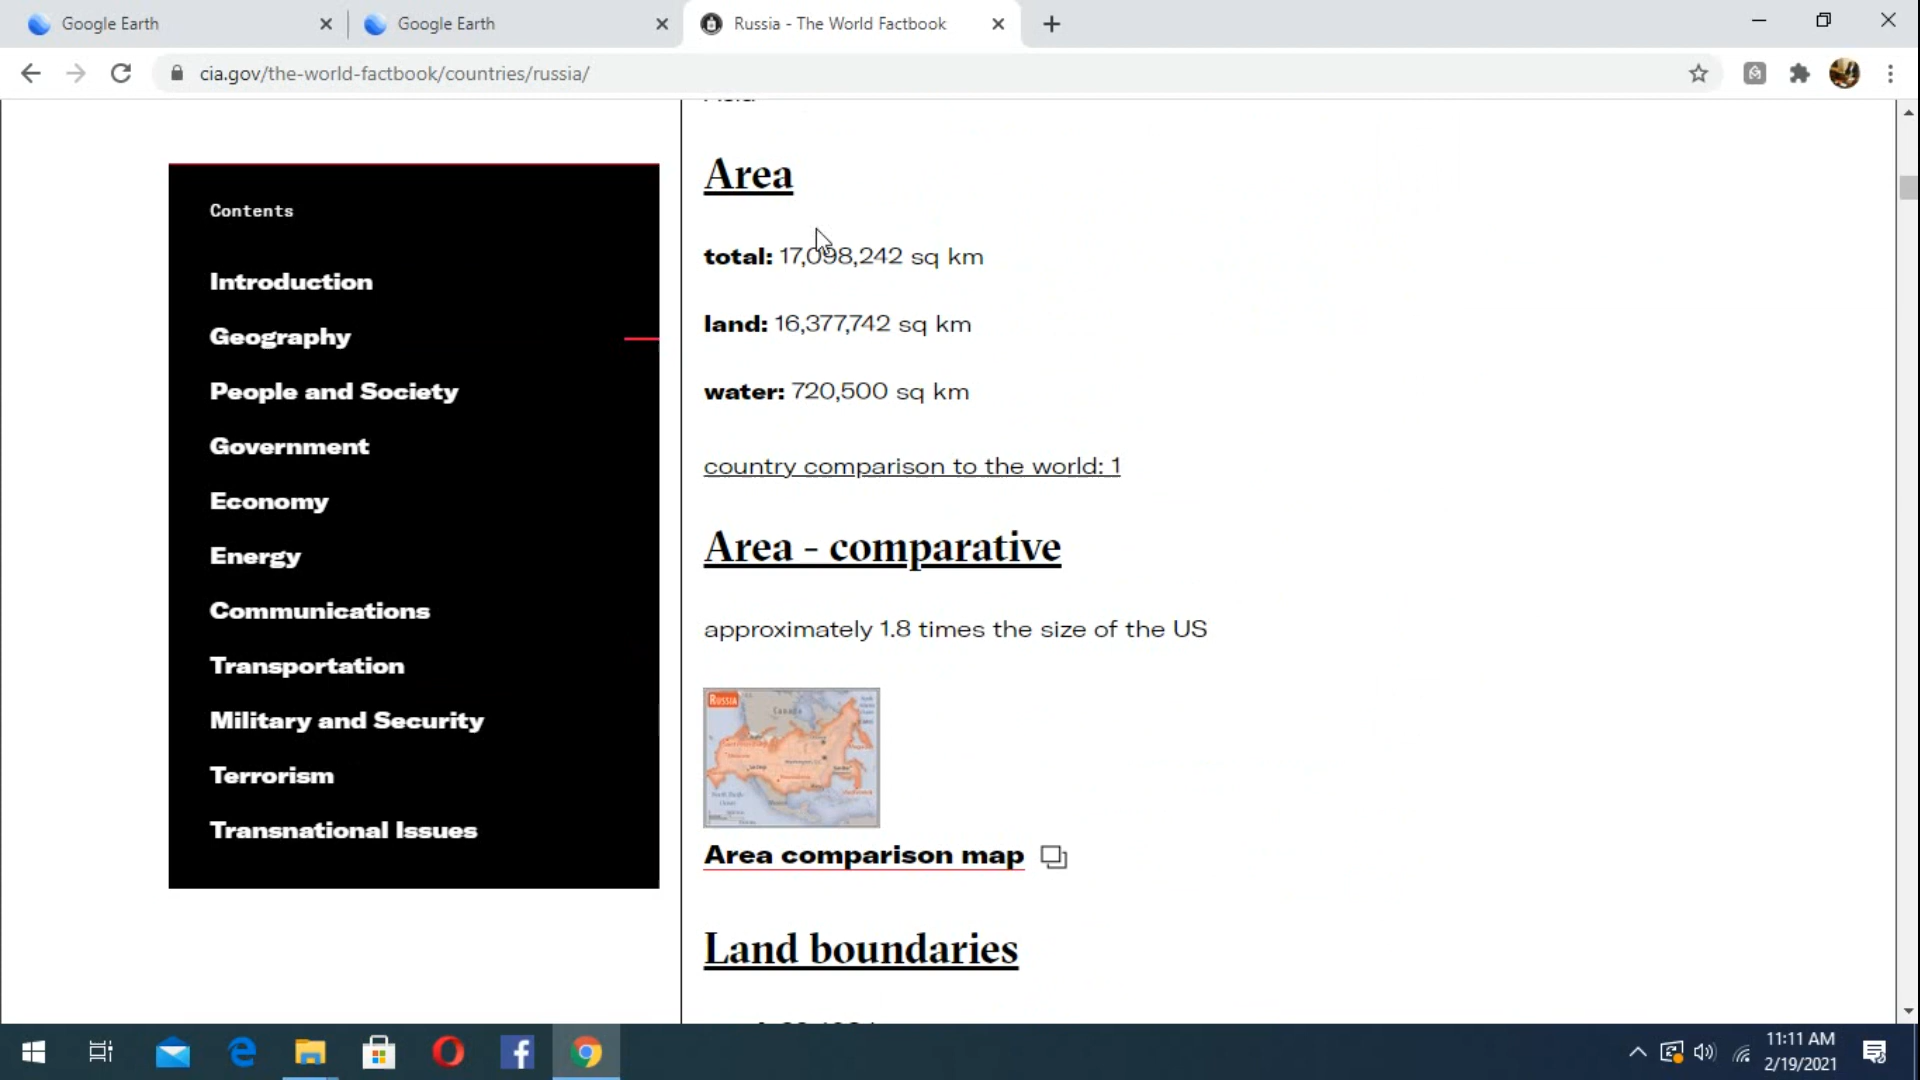 Google Earth
Google Earth
Russia - The World Factbook
cia.gov/the-world-factbook/countries/russia/
Contents
Introduction
Geography
People and Society
Government
Economy
Energy
Communications
Transportation
Military and Security
Terrorism
Transnational Issues
Area
total: 17,098,242 sq km
land: 16,377,742 sq km
water: 720,500 sq km
country comparison to the world: 1
Area - comparative
approximately 1.8 times the size of the US
RUSSIA
Canada
Area comparison map
Land boundaries
11:11 AM
2/19/2021